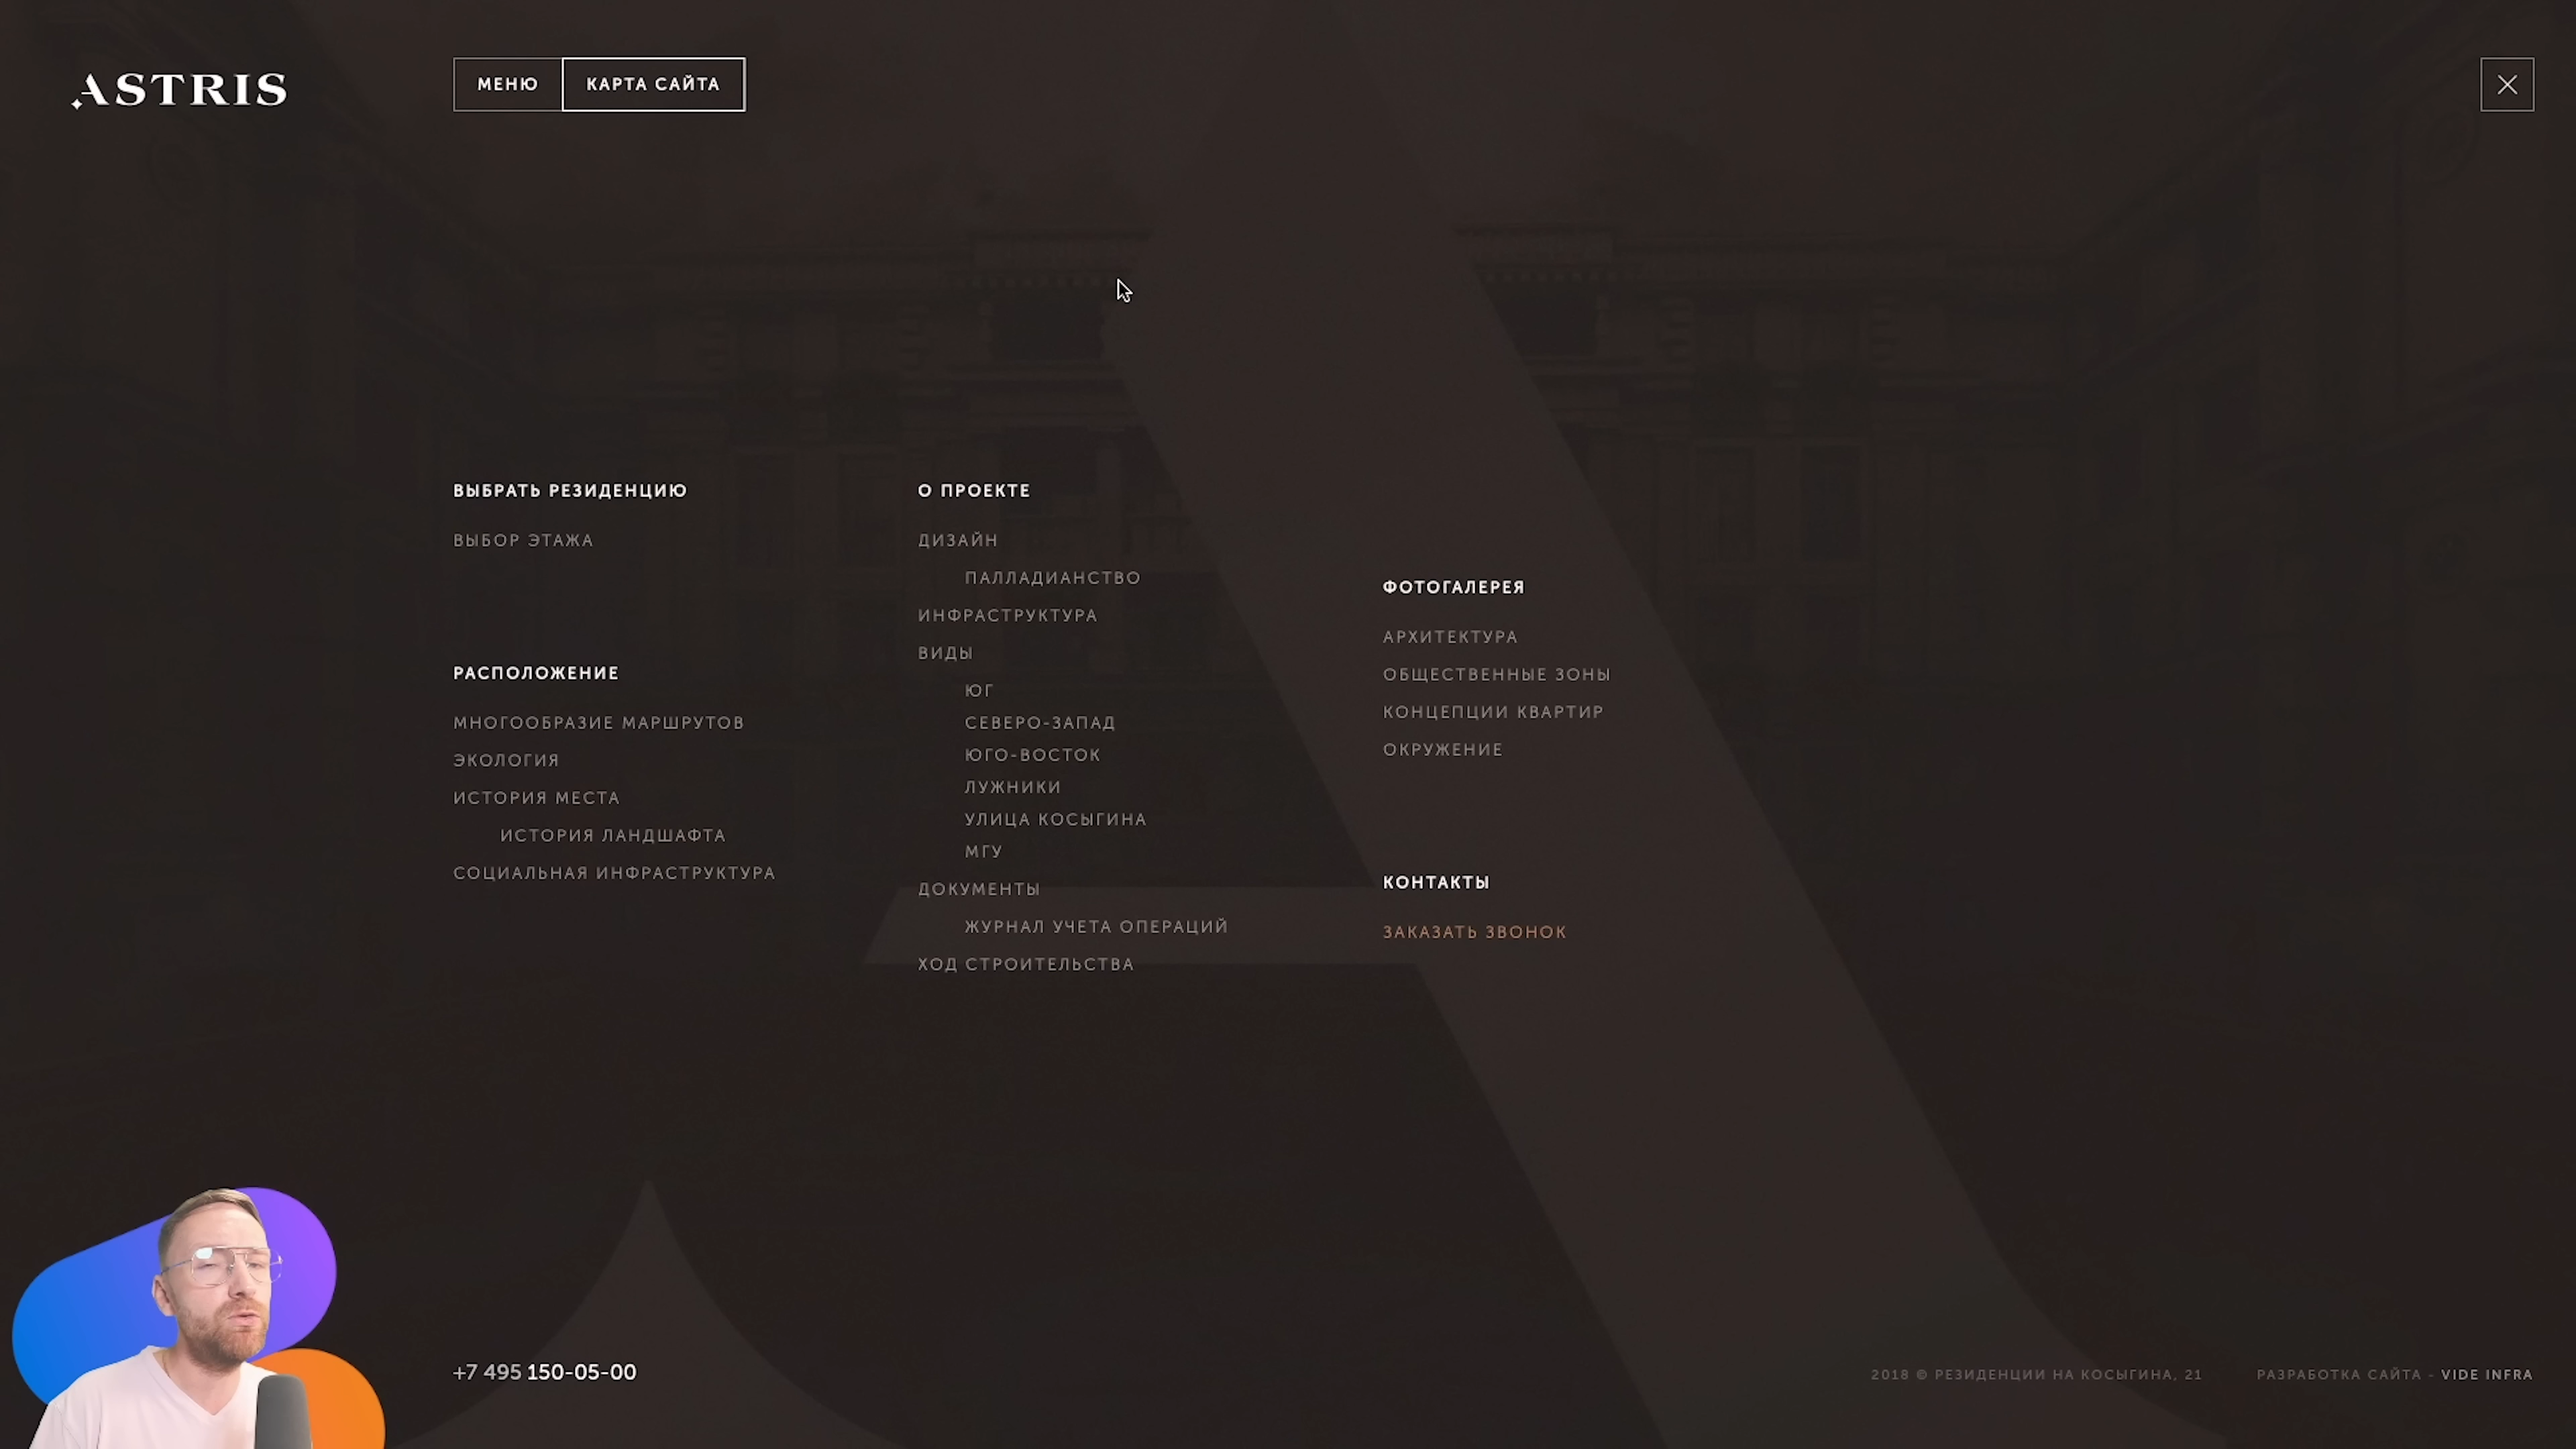 ASTRIS
МЕНЮ
КАРТА САЙТА
ВЫБРАТЬ РЕЗИДЕНЦИЮ
ВЫБОР ЭТАЖА
РАСПОЛОЖЕНИЕ
МНОГООБРАЗИЕ МАРШРУТОВ
ЭКОЛОГИЯ
ИСТОРИЯ МЕСТА
ИСТОРИЯ ЛАНДШАФТА
СОЦИАЛЬНАЯ ИНФРАСТРУКТУРА
О ПРОЕКТЕ
ДИЗАЙН
ПАЛЛАДИАНСТВО
ИНФРАСТРУКТУРА
ВИДЫ
ЮГ
СЕВЕРО-ЗАПАД
ЮГО-ВОСТОК
ЛУЖНИКИ
УЛИЦА КОСЫГИНА
МГУ
ДОКУМЕНТЫ
ЖУРНАЛ УЧЕТА ОПЕРАЦИЙ
ХОД СТРОИТЕЛЬСТВА
ФОТОГАЛЕРЕЯ
АРХИТЕКТУРА
ОБЩЕСТВЕННЫЕ ЗОНЫ
КОНЦЕПЦИИ КВАРТИР
ОКРУЖЕНИЕ
КОНТАКТЫ
ЗАКАЗАТЬ ЗВОНОК
+7 495 150-05-00
2018 © РЕЗИДЕНЦИИ НА КОСЫГИНА, 21
РАЗРАБОТКА САЙТА - VIDE INFRA